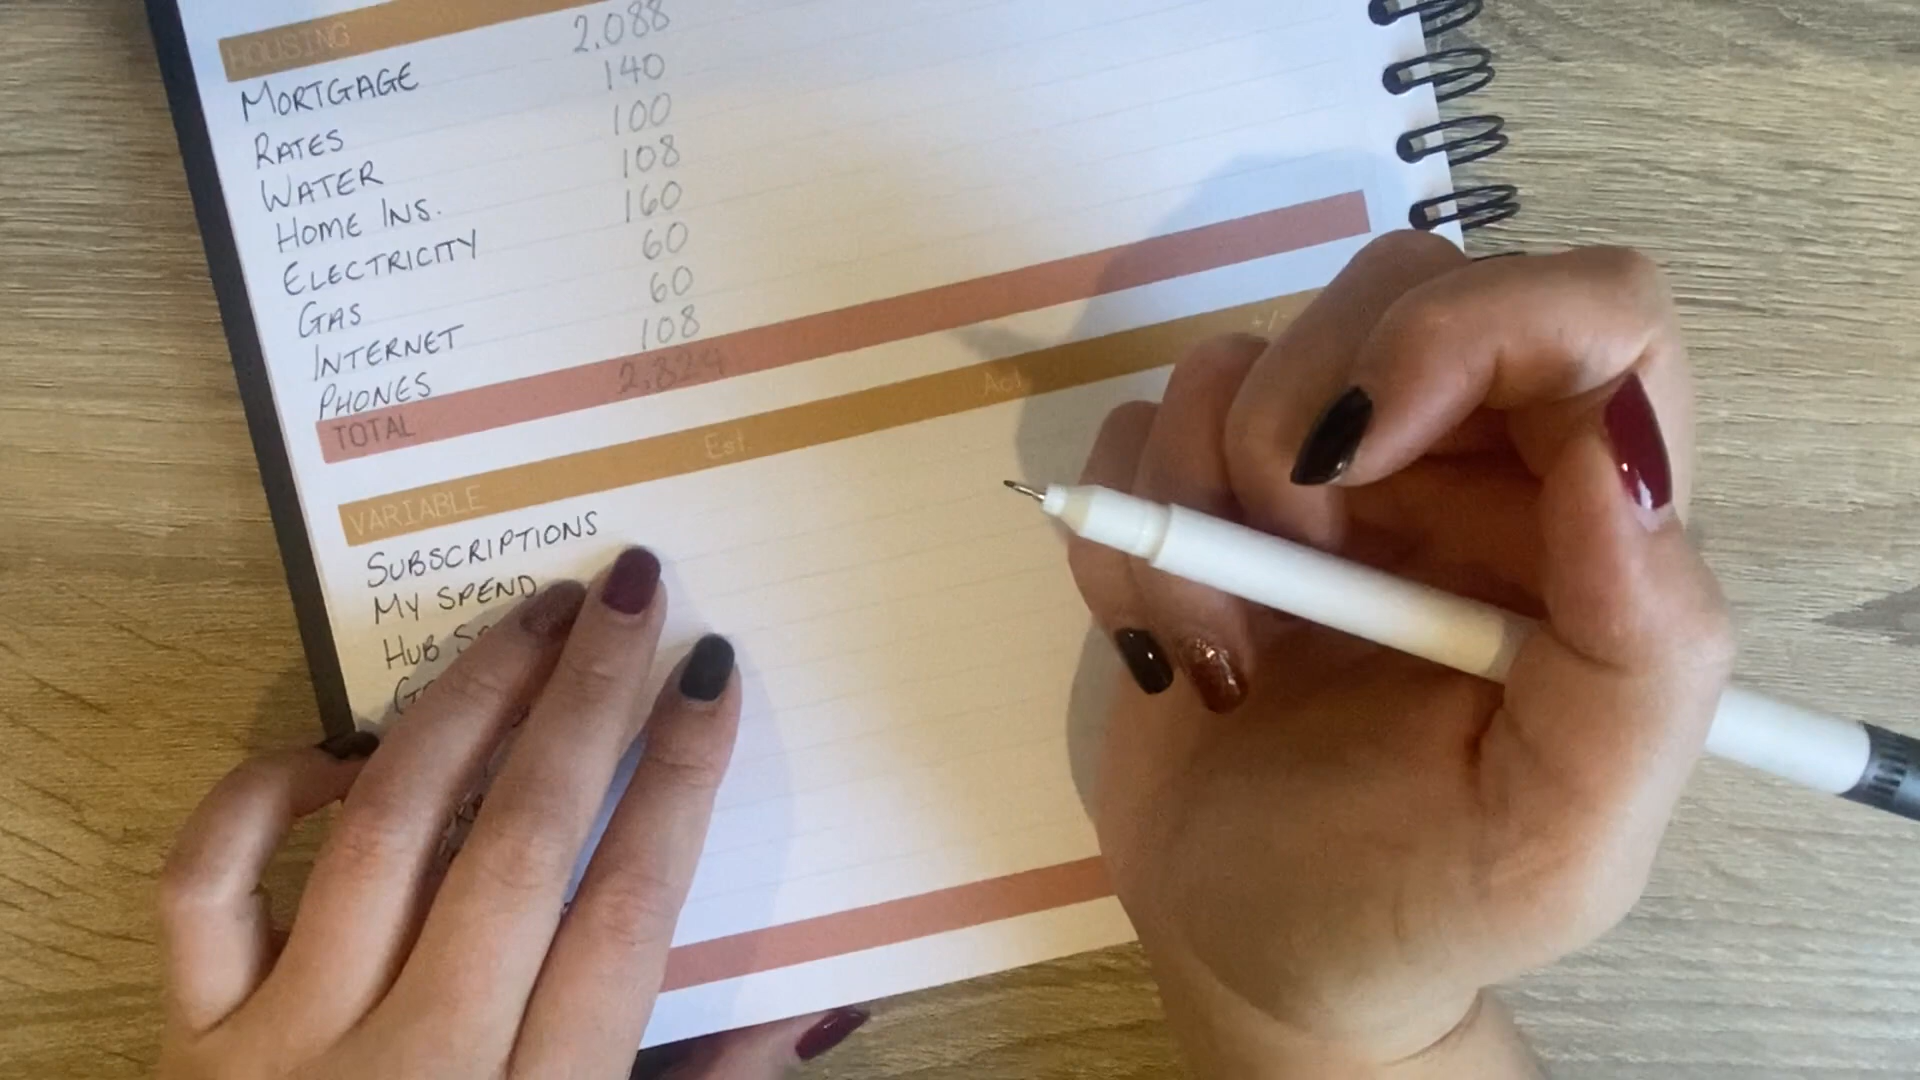 HOUSING
MORTGAGE 2,088
RATES 140
WATER 100
HOME INS. 108
ELECTRICITY 160
GAS 60
INTERNET 60
PHONES 108
TOTAL 2,824
VARIABLE Est. Act +/-
SUBSCRIPTIONS
MY SPEND
HUB